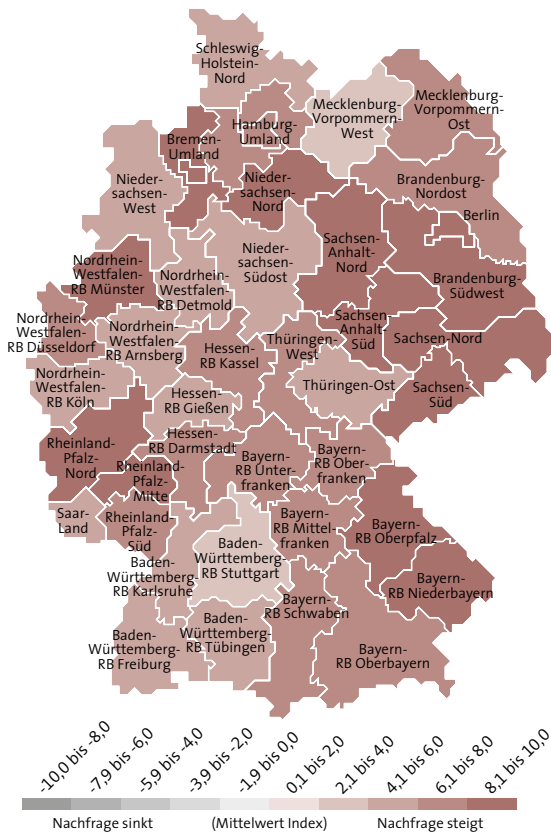 Schleswig-
Holstein-
Nord
Mecklenburg-
Vorpommern-
West
Mecklenburg-
Vorpommern-
Ost
Hamburg-
Umland
Bremen-
Umland
Nieder-
sachsen-
West
Nieder-
sachsen-
Nord
Brandenburg-
Nordost
Berlin
Nieder-
sachsen-
Südost
Sachsen-
Anhalt-
Nord
Nordrhein-
Westfalen-
RB Münster
Nordrhein-
Westfalen-
RB Detmold
Brandenburg-
Südwest
Nordrhein-
Westfalen-
RB Düsseldorf
Nordrhein-
Westfalen-
RB Arnsberg
Hessen-
RB Kassel
Thüringen-
West
Sachsen-
Anhalt-
Süd
Sachsen-Nord
Nordrhein-
Westfalen-
RB Köln
Hessen-
RB Gießen
Thüringen-Ost
Sachsen-
Süd
Rheinland-
Pfalz-
Nord
Hessen-
RB Darmstadt
Rheinland-
Pfalz-
Mitte
Bayern-
RB Unter-
franken
Bayern-
RB Ober-
franken
Saar-
Land
Rheinland-
Pfalz-
Süd
Bayern-
RB Mittel-
franken
Bayern-
RB Oberpfalz
Baden-
Württemberg-
RB Stuttgart
Baden-
Württemberg-
RB Karlsruhe
Bayern-
RB Niederbayern
Bayern-
RB Schwaben
Baden-
Württemberg-
RB Tübingen
Baden-
Württemberg-
RB Freiburg
Bayern-
RB Oberbayern
-10,0 bis -8,0
-7,9 bis -6,0
-5,9 bis -4,0
-3,9 bis -2,0
-1,9 bis 0,0
0,1 bis 2,0
2,1 bis 4,0
4,1 bis 6,0
6,1 bis 8,0
8,1 bis 10,0
Nachfrage sinkt
(Mittelwert Index)
Nachfrage steigt